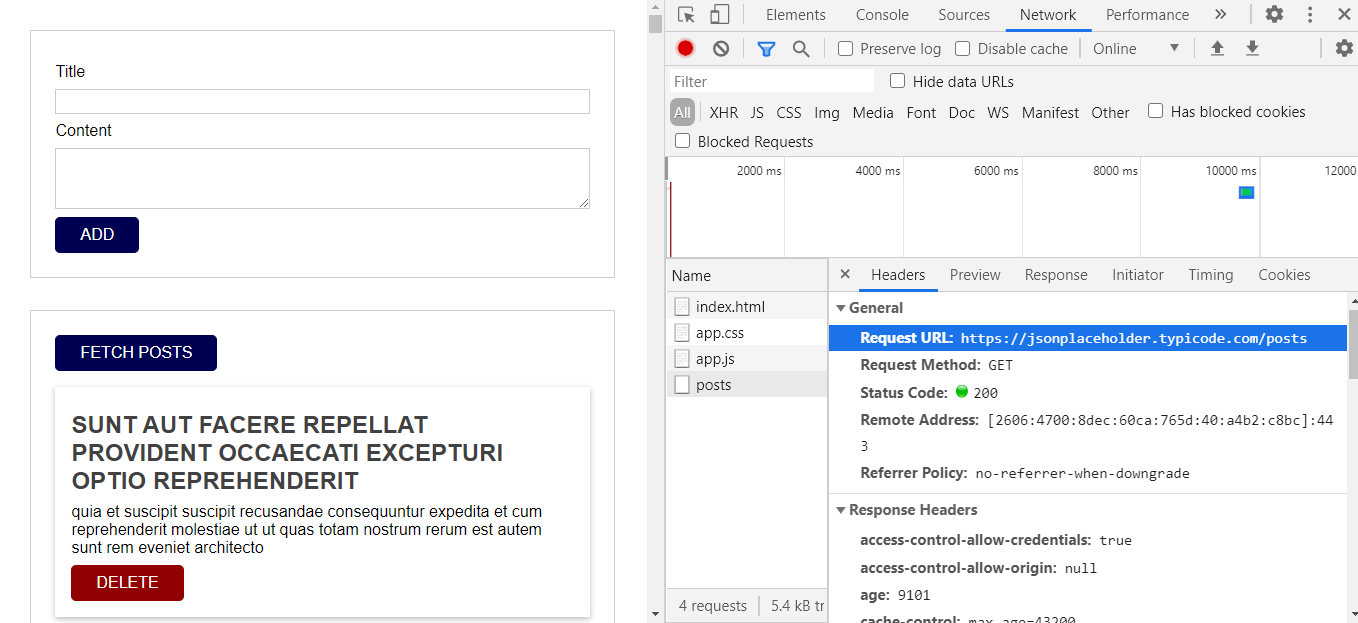 Title
Content
ADD
FETCH POSTS
SUNT AUT FACERE REPELLAT
PROVIDENT OCCAECATI EXCEPTURI
OPTIO REPREHENDERIT
quia et suscipit suscipit recusandae consequuntur expedita et cum
reprehenderit molestiae ut ut quas totam nostrum rerum est autem
sunt rem eveniet architecto
DELETE
Elements Console Sources Network Performance
Preserve log Disable cache Online
Filter Hide data URLs
All XHR JS CSS Img Media Font Doc WS Manifest Other Has blocked cookies
Blocked Requests
2000 ms 4000 ms 6000 ms 8000 ms 10000 ms 12000
Name
index.html
app.css
app.js
posts
4 requests 5.4 kB tr
Headers Preview Response Initiator Timing Cookies
General
Request URL: https://jsonplaceholder.typicode.com/posts
Request Method: GET
Status Code: 200
Remote Address: [2606:4700:8dec:60ca:765d:40:a4b2:c8bc]:44
3
Referrer Policy: no-referrer-when-downgrade
Response Headers
access-control-allow-credentials: true
access-control-allow-origin: null
age: 9101
cache-control: max-age=43200